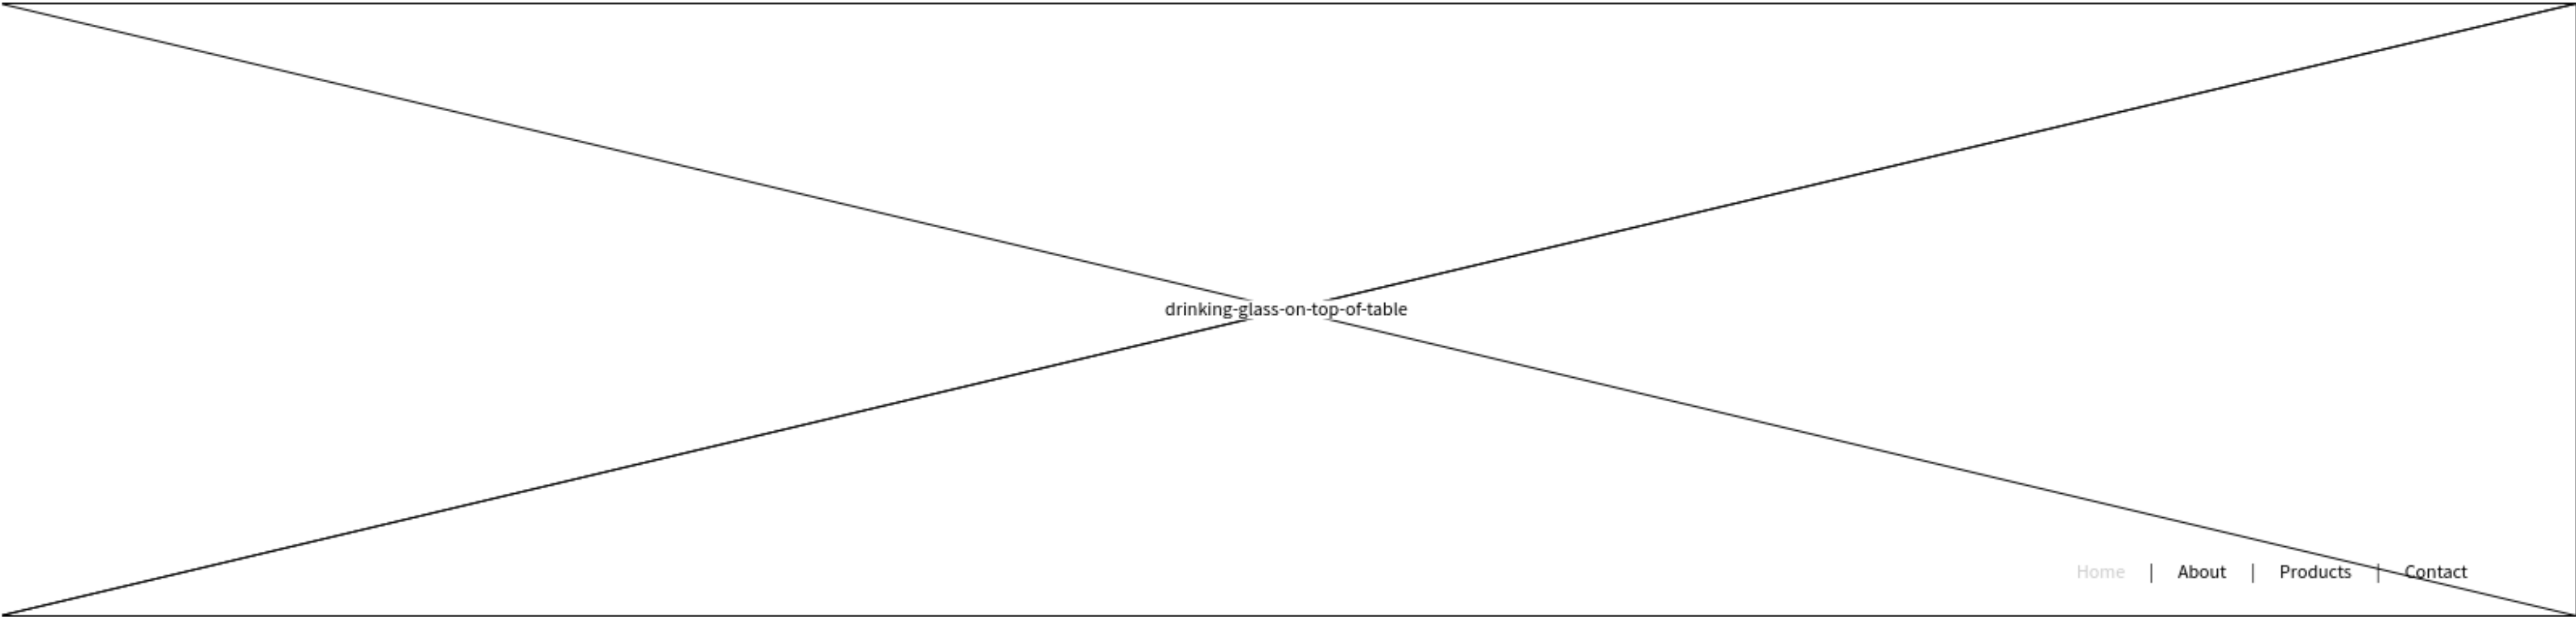 drinking-glass-on-top-of-table
Home | About | Products | Contact